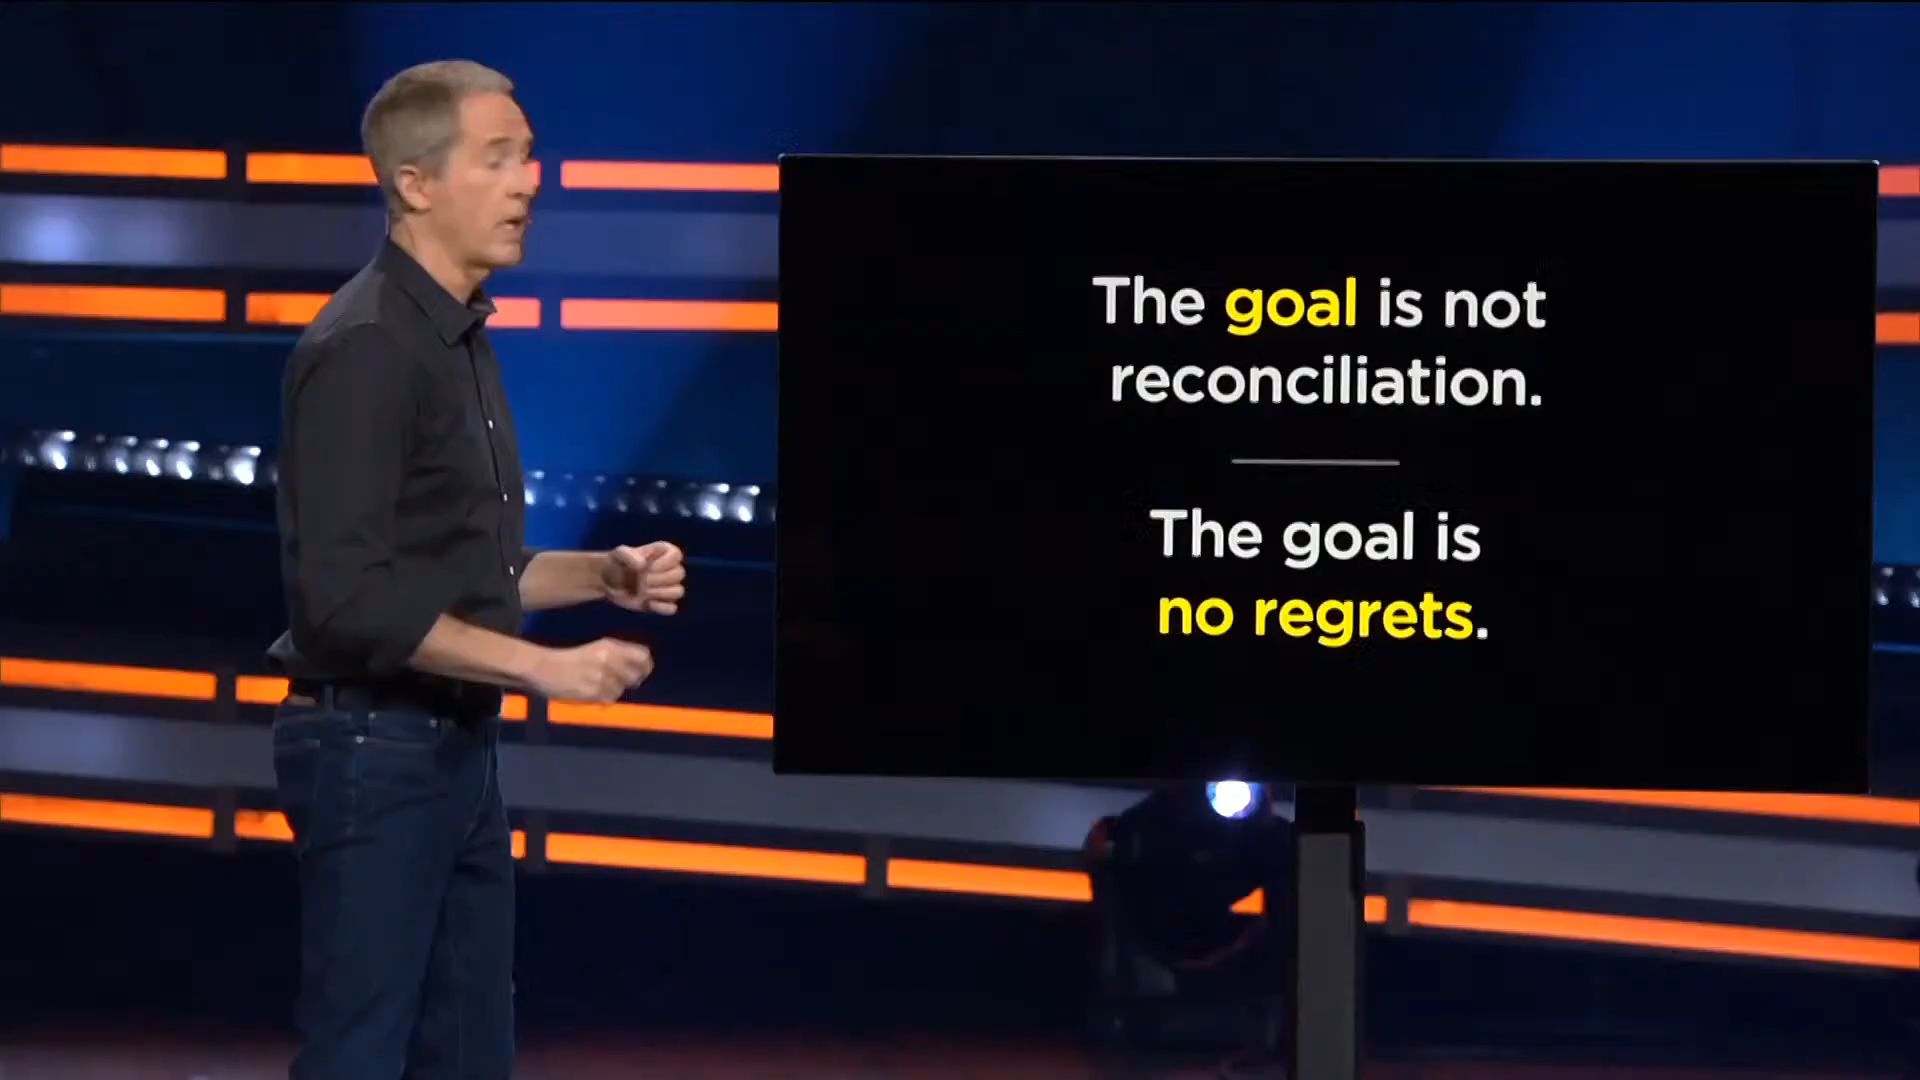 The goal is not
reconciliation.
The goal is
no regrets.